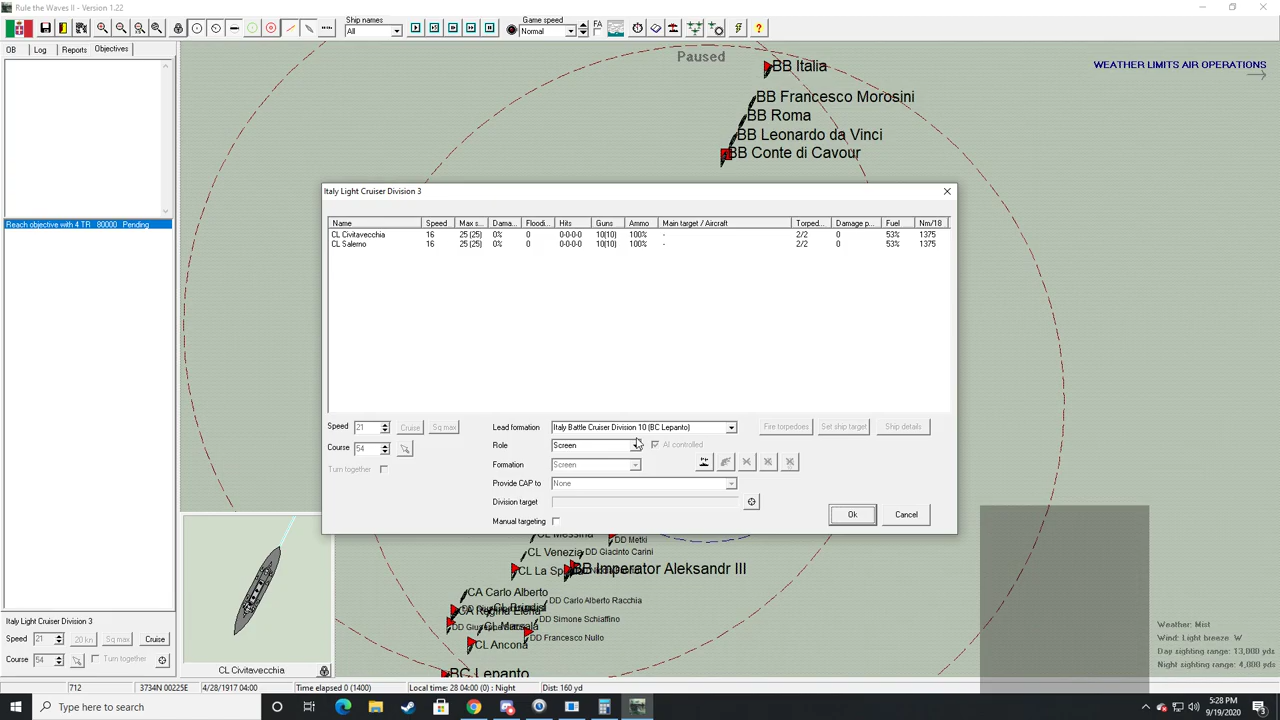 Rule the Waves II - Version 1.22
Ship names
All
Game speed
Normal
FA
OB Log Reports Objectives
Reach objective with 4 TR 80000 Pending
Paused
WEATHER LIMITS AIR OPERATIONS
BB Italia
BB Francesco Morosini
BB Roma
BB Leonardo da Vinci
BB Conte di Cavour
Italy Light Cruiser Division 3
Name Speed Max s... Dama... Floodi... Hits Guns Ammo Main target / Aircraft Torped... Damage p... Fuel Nm/18
CL Civitavecchia 16 25 (25) 0% 0 0-0-0-0 10(10) 100% - 2/2 0 53% 1375
CL Salerno 16 25 (25) 0% 0 0-0-0-0 10(10) 100% - 2/2 0 53% 1375
Speed 21 Cruise Sq max
Course 54
Turn together
Lead formation Italy Battle Cruiser Division 10 (BC Lepanto)
Role Screen AI controlled
Formation Screen
Provide CAP to None
Division target
Manual targeting
Fire torpedoes Set ship target Ship details
Ok Cancel
DD Metki
CL Venezia DD Giacinto Carini
CL La Sp
BB Imperator Aleksandr III
CA Carlo Alberto
DD Carlo Alberto Racchia
CA Regina Elena
DD Simone Schiaffino
CL Marsala
DD Francesco Nullo
CL Ancona
BC Lepanto
Italy Light Cruiser Division 3
Speed 21 20 kn Sq max Cruise
Course 54 Turn together
CL Civitavecchia
Weather: Mist
Wind: Light breeze W
Day sighting range: 13,000 yds
Night sighting range: 4,000 yds
712 3734N 00225E 4/28/1917 04:00 Time elapsed 0 (1400) Local time: 28 04:00 (0) : Night Dist: 160 yd
Type here to search
5:28 PM
9/19/2020
3